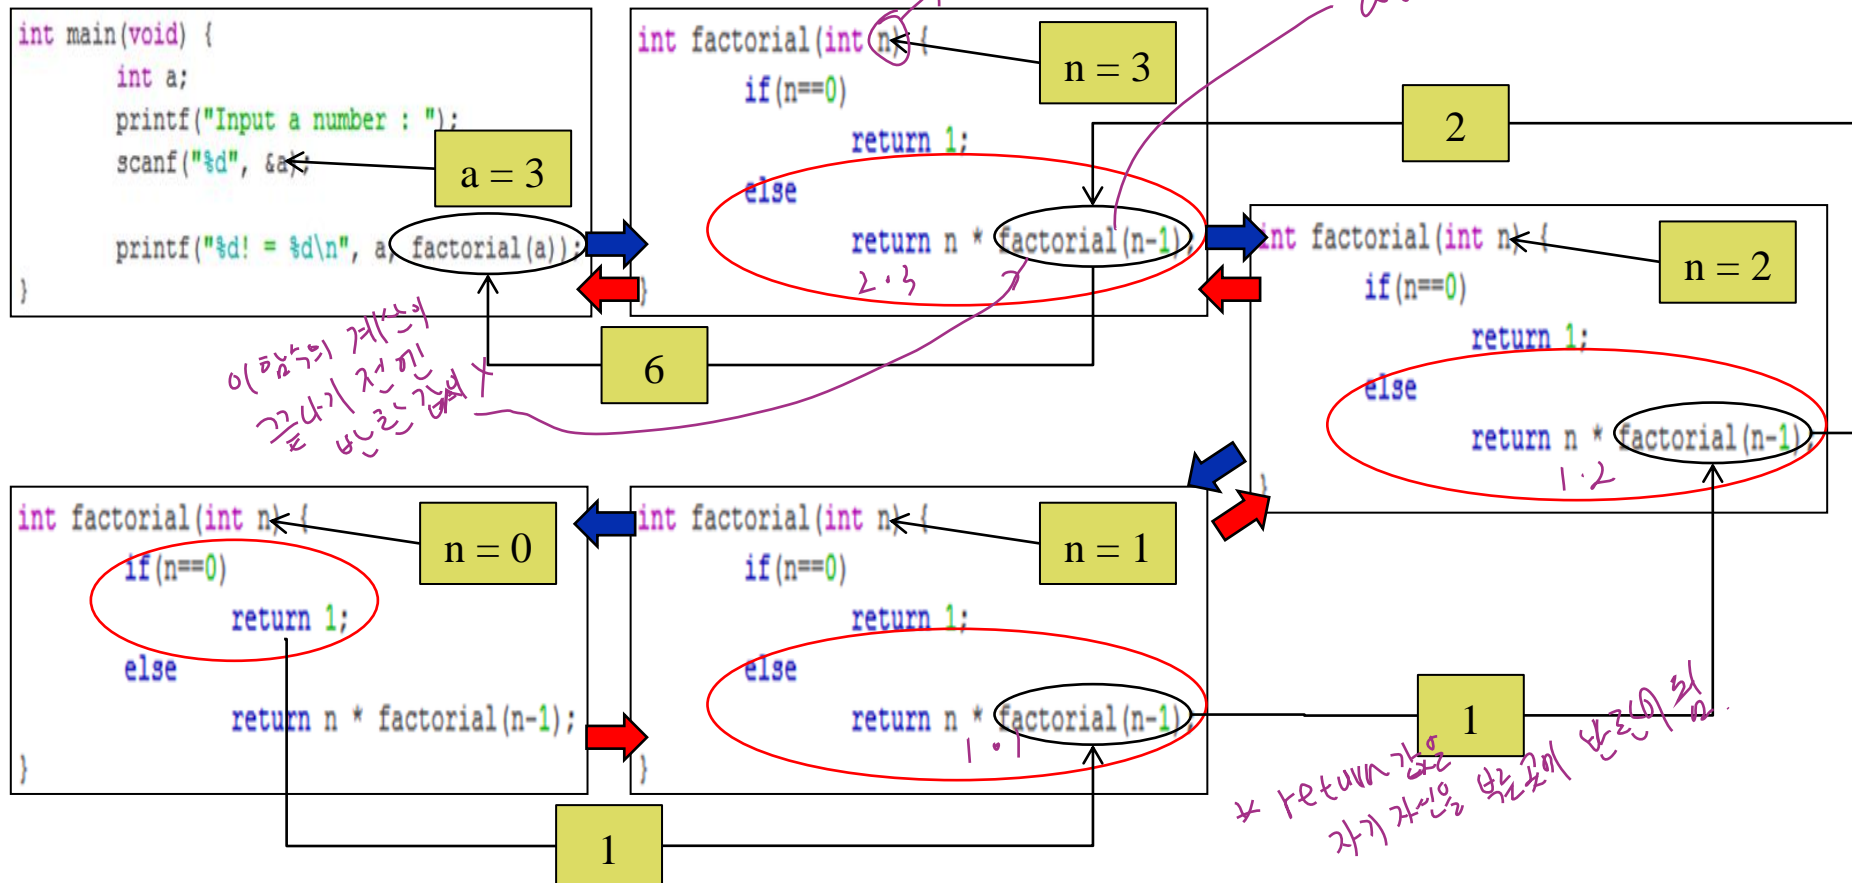 int main(void) {
int a;
printf("Input a number : ");
scanf("%d", &a);
a = 3
printf("%d! = %d\n", a, factorial(a));
}
int factorial(int n) {
n = 3
if(n==0)
return 1;
else
return n * factorial(n-1);
2·3
}
2
int factorial(int n) {
n = 2
if(n==0)
return 1;
else
return n * factorial(n-1);
1·2
}
6
이 함수의 계산이
끝나기 전엔
반환값 X
int factorial(int n) {
n = 0
if(n==0)
return 1;
else
return n * factorial(n-1);
}
int factorial(int n) {
n = 1
if(n==0)
return 1;
else
return n * factorial(n-1);
1·1
}
1
1
* return 값은
자기 자신을 부른 곳에 반환이 됨.